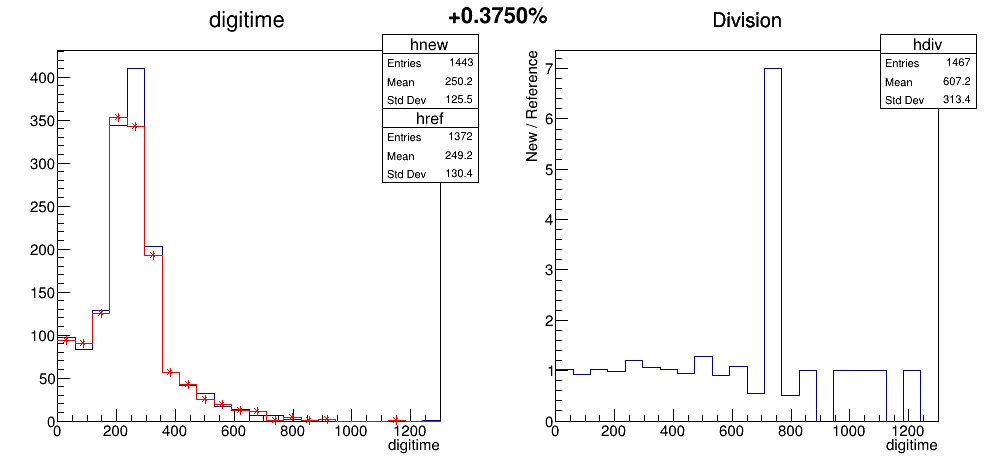 +0.3750%
digitime
hnew
Entries 1443
Mean 250.2
Std Dev 125.5
href
Entries 1372
Mean 249.2
Std Dev 130.4
400
350
300
250
200
150
100
50
0
0 200 400 600 800 1000 1200
digitime
Division
hdiv
Entries 1467
Mean 607.2
Std Dev 313.4
New / Reference
7
6
5
4
3
2
1
0
0 200 400 600 800 1000 1200
digitime